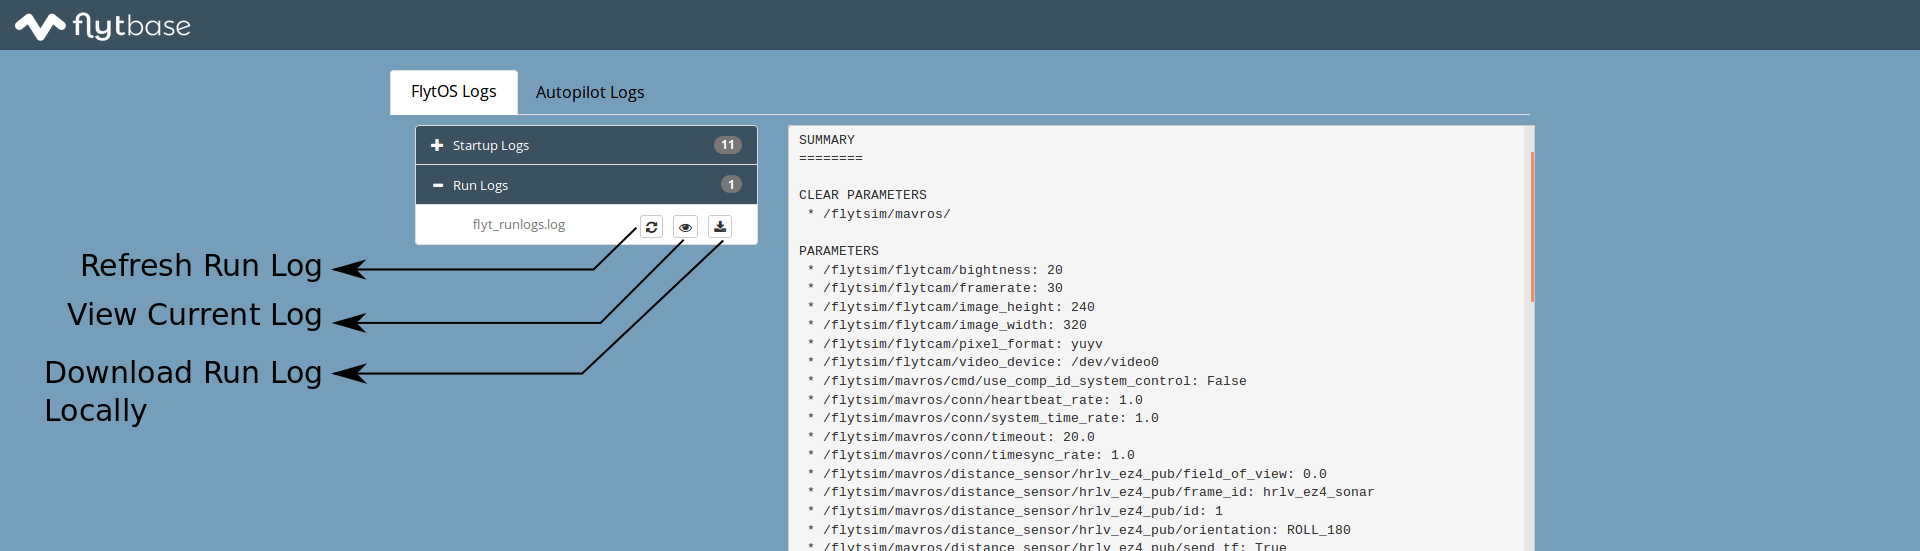 flytbase
FlytOS Logs
Autopilot Logs
Startup Logs 11
Run Logs 1
flyt_runlogs.log
Refresh Run Log
View Current Log
Download Run Log
Locally
SUMMARY
========
CLEAR PARAMETERS
* /flytsim/mavros/
PARAMETERS
* /flytsim/flytcam/bightness: 20
* /flytsim/flytcam/framerate: 30
* /flytsim/flytcam/image_height: 240
* /flytsim/flytcam/image_width: 320
* /flytsim/flytcam/pixel_format: yuyv
* /flytsim/flytcam/video_device: /dev/video0
* /flytsim/mavros/cmd/use_comp_id_system_control: False
* /flytsim/mavros/conn/heartbeat_rate: 1.0
* /flytsim/mavros/conn/system_time_rate: 1.0
* /flytsim/mavros/conn/timeout: 20.0
* /flytsim/mavros/conn/timesync_rate: 1.0
* /flytsim/mavros/distance_sensor/hrlv_ez4_pub/field_of_view: 0.0
* /flytsim/mavros/distance_sensor/hrlv_ez4_pub/frame_id: hrlv_ez4_sonar
* /flytsim/mavros/distance_sensor/hrlv_ez4_pub/id: 1
* /flytsim/mavros/distance_sensor/hrlv_ez4_pub/orientation: ROLL_180
* /flytsim/mavros/distance_sensor/hrlv_ez4_pub/send_tf: True